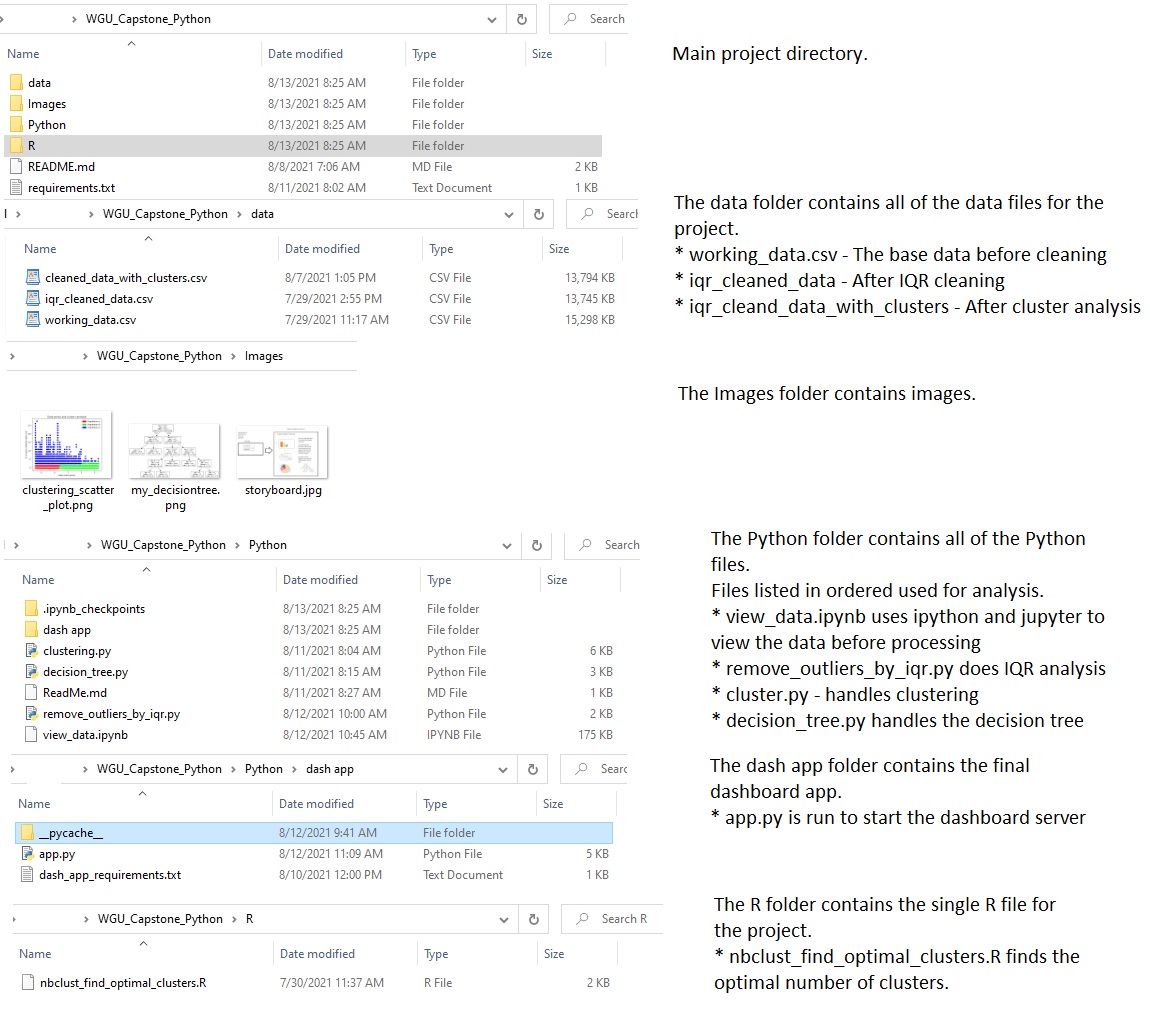 WGU_Capstone_Python Search
Name Date modified Type Size
Main project directory.
data 8/13/2021 8:25 AM File folder
Images 8/13/2021 8:25 AM File folder
Python 8/13/2021 8:25 AM File folder
R 8/13/2021 8:25 AM File folder
README.md 8/8/2021 7:06 AM MD File 2 KB
requirements.txt 8/11/2021 8:02 AM Text Document 1 KB
WGU_Capstone_Python data Search
Name Date modified Type Size
cleaned_data_with_clusters.csv 8/7/2021 1:05 PM CSV File 13,794 KB
iqr_cleaned_data.csv 7/29/2021 2:55 PM CSV File 13,745 KB
working_data.csv 7/29/2021 11:17 AM CSV File 15,298 KB
The data folder contains all of the data files for the
project.
* working_data.csv - The base data before cleaning
* iqr_cleaned_data - After IQR cleaning
* iqr_cleand_data_with_clusters - After cluster analysis
WGU_Capstone_Python Images
The Images folder contains images.
clustering_scatter
_plot.png
my_decisiontree.
png
storyboard.jpg
WGU_Capstone_Python Python Search
Name Date modified Type Size
.ipynb_checkpoints 8/13/2021 8:25 AM File folder
dash app 8/13/2021 8:25 AM File folder
clustering.py 8/11/2021 8:04 AM Python File 6 KB
decision_tree.py 8/11/2021 8:15 AM Python File 3 KB
ReadMe.md 8/11/2021 8:27 AM MD File 1 KB
remove_outliers_by_iqr.py 8/12/2021 10:00 AM Python File 2 KB
view_data.ipynb 8/12/2021 10:45 AM IPYNB File 175 KB
The Python folder contains all of the Python
files.
Files listed in ordered used for analysis.
* view_data.ipynb uses ipython and jupyter to
view the data before processing
* remove_outliers_by_iqr.py does IQR analysis
* cluster.py - handles clustering
* decision_tree.py handles the decision tree
WGU_Capstone_Python Python dash app Searc
Name Date modified Type Size
__pycache__ 8/12/2021 9:41 AM File folder
app.py 8/12/2021 11:09 AM Python File 5 KB
dash_app_requirements.txt 8/10/2021 12:00 PM Text Document 1 KB
The dash app folder contains the final
dashboard app.
* app.py is run to start the dashboard server
WGU_Capstone_Python R Search R
Name Date modified Type Size
nbclust_find_optimal_clusters.R 7/30/2021 11:37 AM R File 2 KB
The R folder contains the single R file for
the project.
* nbclust_find_optimal_clusters.R finds the
optimal number of clusters.